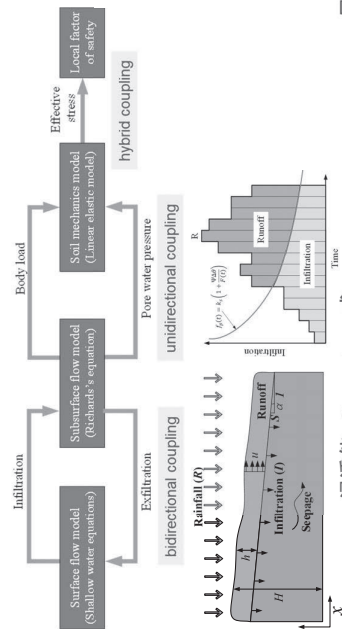 Surface flow model
(Shallow water equations)
Infiltration
Exfiltration
bidirectional coupling
Subsurface flow model
(Richards's equation)
Body load
Pore water pressure
unidirectional coupling
Soil mechanics model
(Linear elastic model)
Effective
stress
hybrid coupling
Local factor
of safety
Rainfall (R)
h
u
Runoff
H
Infiltration (I)
S α I
Seepage
x
Infiltration
R
Runoff
Infiltration
Time